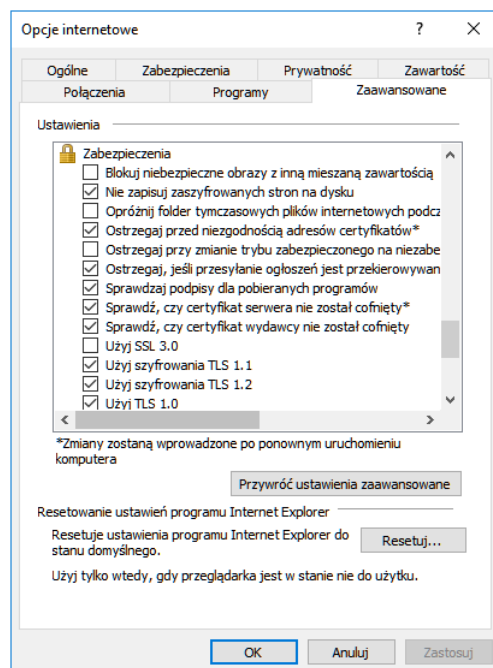 Opcje internetowe
Ogólne Zabezpieczenia Prywatność Zawartość
Połączenia Programy Zaawansowane
Ustawienia
Zabezpieczenia
Blokuj niebezpieczne obrazy z inną mieszaną zawartością
Nie zapisuj zaszyfrowanych stron na dysku
Opróżnij folder tymczasowych plików internetowych podcz
Ostrzegaj przed niezgodnością adresów certyfikatów*
Ostrzegaj przy zmianie trybu zabezpieczonego na niezabe
Ostrzegaj, jeśli przesyłanie ogłoszeń jest przekierowywan
Sprawdzaj podpisy dla pobieranych programów
Sprawdź, czy certyfikat serwera nie został cofnięty*
Sprawdź, czy certyfikat wydawcy nie został cofnięty
Użyj SSL 3.0
Użyj szyfrowania TLS 1.1
Użyj szyfrowania TLS 1.2
Użyj TLS 1.0
*Zmiany zostaną wprowadzone po ponownym uruchomieniu
komputera
Przywróć ustawienia zaawansowane
Resetowanie ustawień programu Internet Explorer
Resetuje ustawienia programu Internet Explorer do
stanu domyślnego.
Resetuj...
Użyj tylko wtedy, gdy przeglądarka jest w stanie nie do użytku.
OK Anuluj Zastosuj